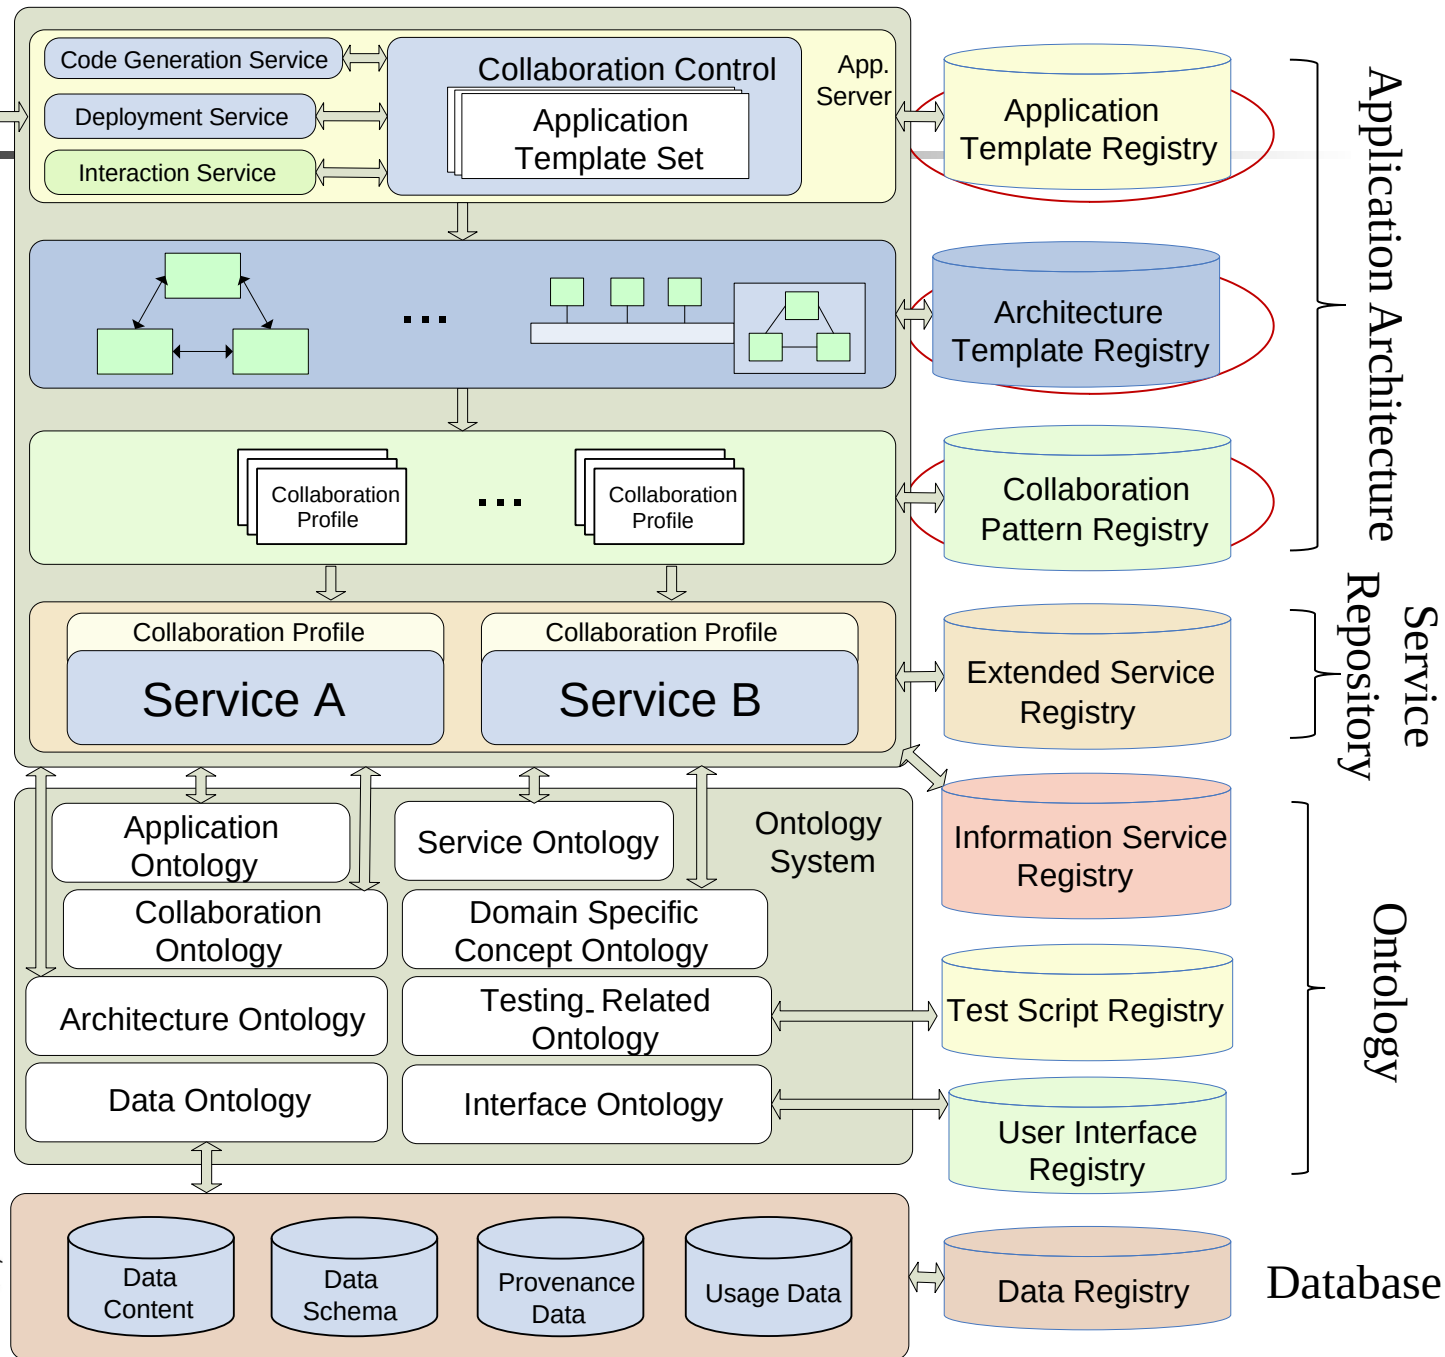 Code Generation Service
Deployment Service
Interaction Service
Collaboration Control
Application
Template Set
App.
Server
Application
Template Registry
Application Architecture
...
Architecture
Template Registry
Collaboration
Profile
...
Collaboration
Profile
Collaboration
Pattern Registry
Collaboration Profile
Service A
Collaboration Profile
Service B
Extended Service
Registry
Service
Repository
Application
Ontology
Service Ontology
Ontology
System
Collaboration
Ontology
Domain Specific
Concept Ontology
Architecture Ontology
Testing-Related
Ontology
Data Ontology
Interface Ontology
Information Service
Registry
Test Script Registry
User Interface
Registry
Ontology
Data
Content
Data
Schema
Provenance
Data
Usage Data
Data Registry
Database